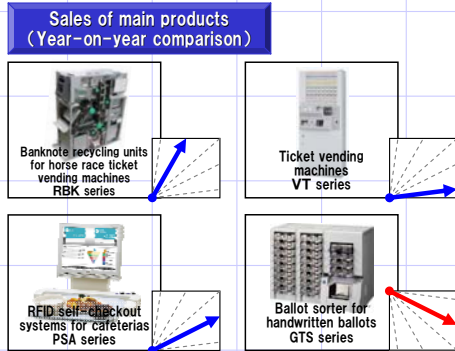 Sales of main products
（Year-on-year comparison）
Banknote recycling units
for horse race ticket
vending machines
RBK series
Ticket vending
machines
VT series
RFID self-checkout
systems for cafeterias
PSA series
Ballot sorter for
handwritten ballots
GTS series